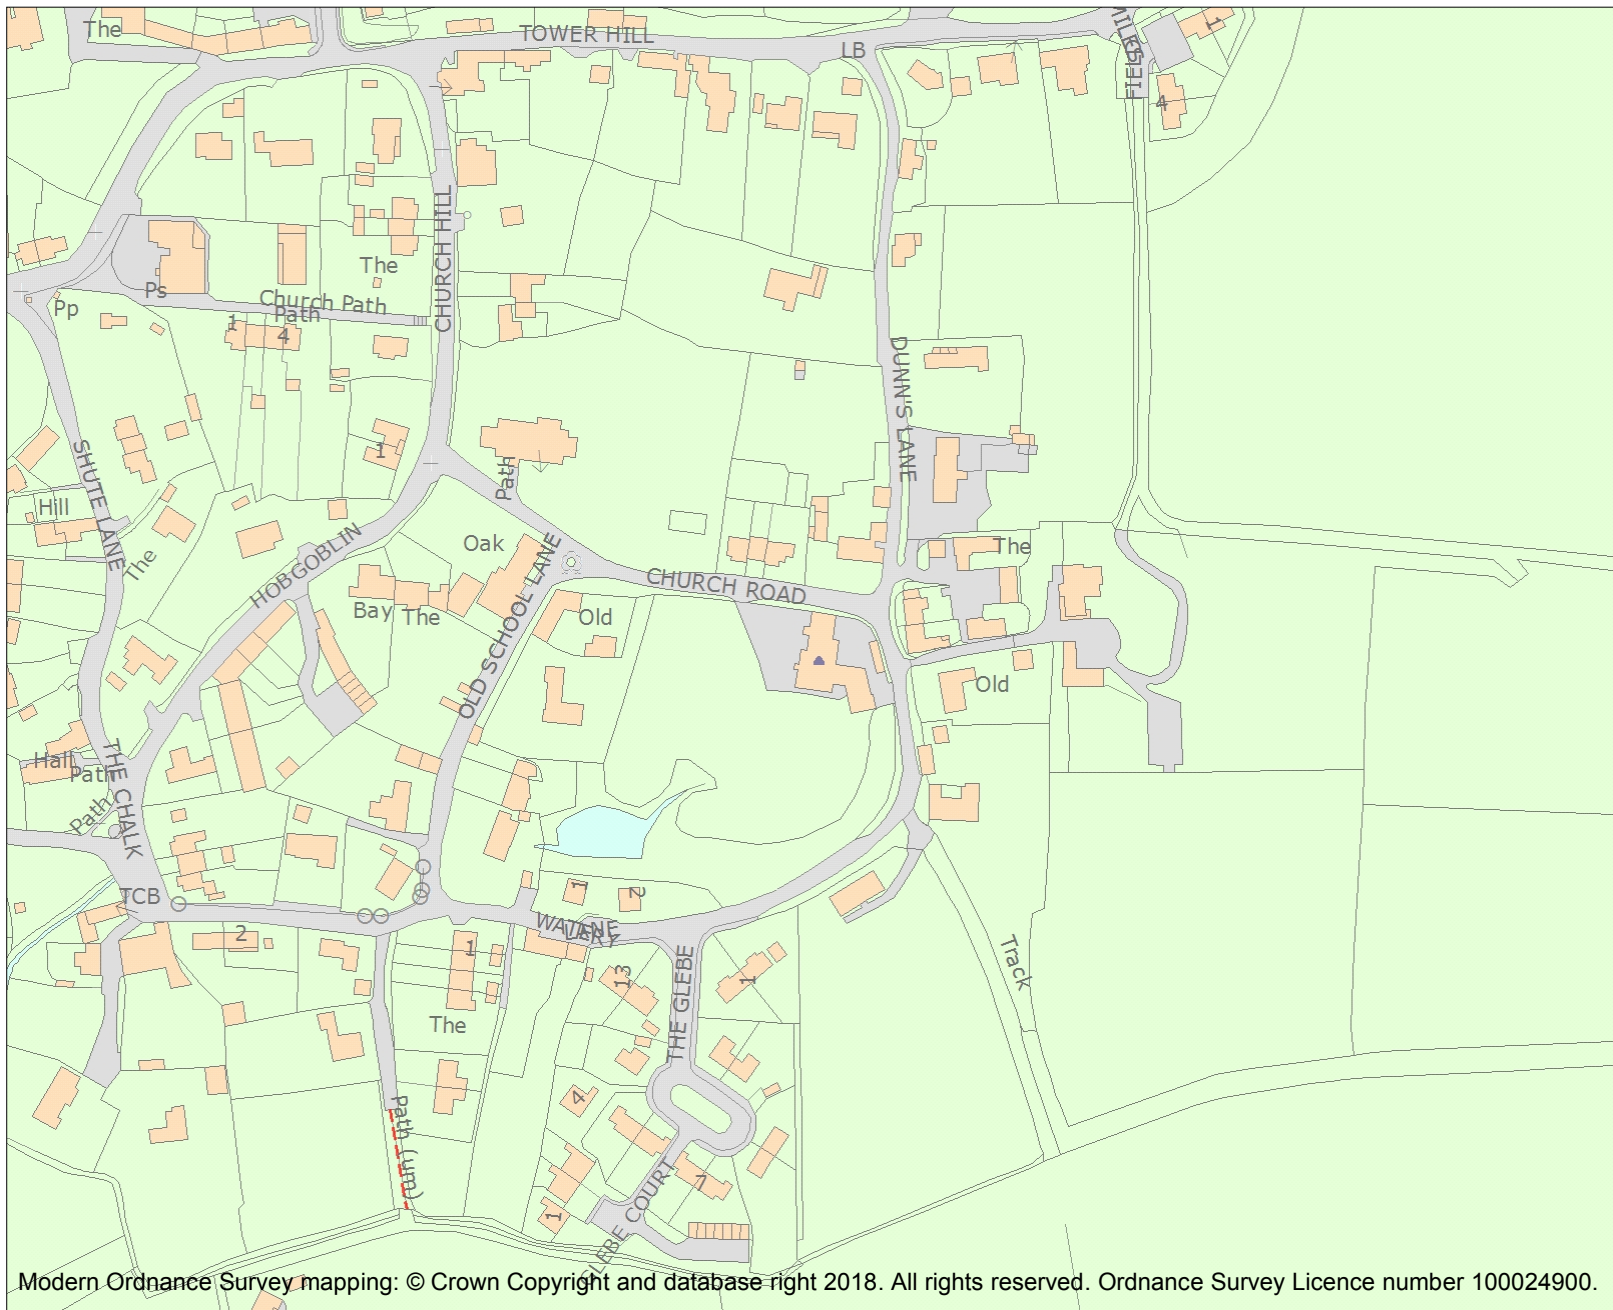 The
TOWER HILL
LB
MILES
FIELD
1
4
CHURCH HILL
The
Church Path
Ps
Pp
Path
1
4
1
SHUTE LANE
Hill
The
HOBGOBLIN
Path
Oak
Bay
The
OLD SCHOOL LANE
Old
CHURCH ROAD
DUNN'S LANE
The
Old
Hall
Path
THE CHALK
Path
TCB
2
1
The
1
2
WATANE
LERY
13
1
THE GLEBE
Track
4
Path (um)
7
1
GLEBE COURT
Modern Ordnance Survey mapping: © Crown Copyright and database right 2018. All rights reserved. Ordnance Survey Licence number 100024900.